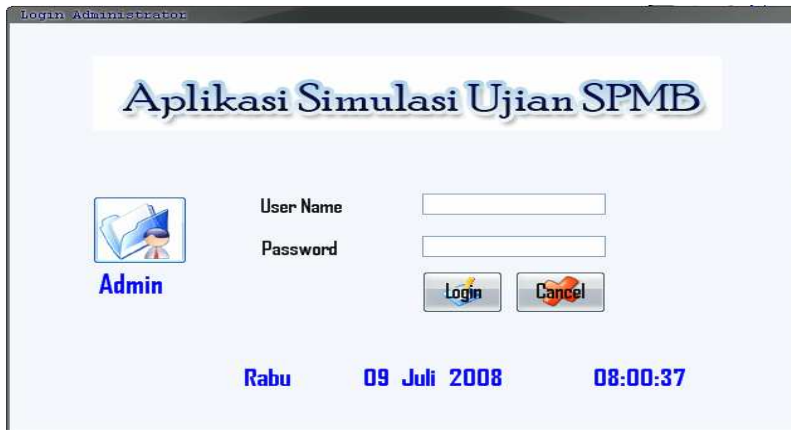 Login Administrator
Aplikasi Simulasi Ujian SPMB
User Name
Password
Admin
Login Cancel
Rabu 09 Juli 2008 08:00:37